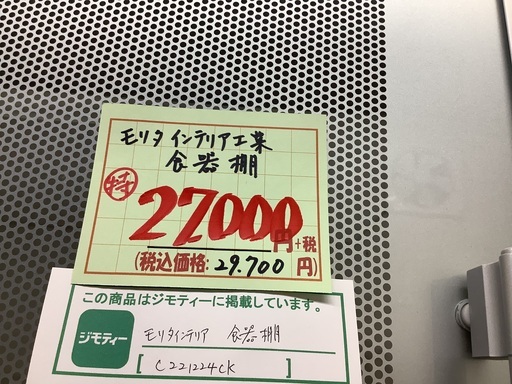 モリタインテリア工業
食器棚
特 27000円+税
(税込価格:29.700円)
この商品はジモティーに掲載しています。
ジモティー
モリタインテリア 食器棚
[C221224CK]